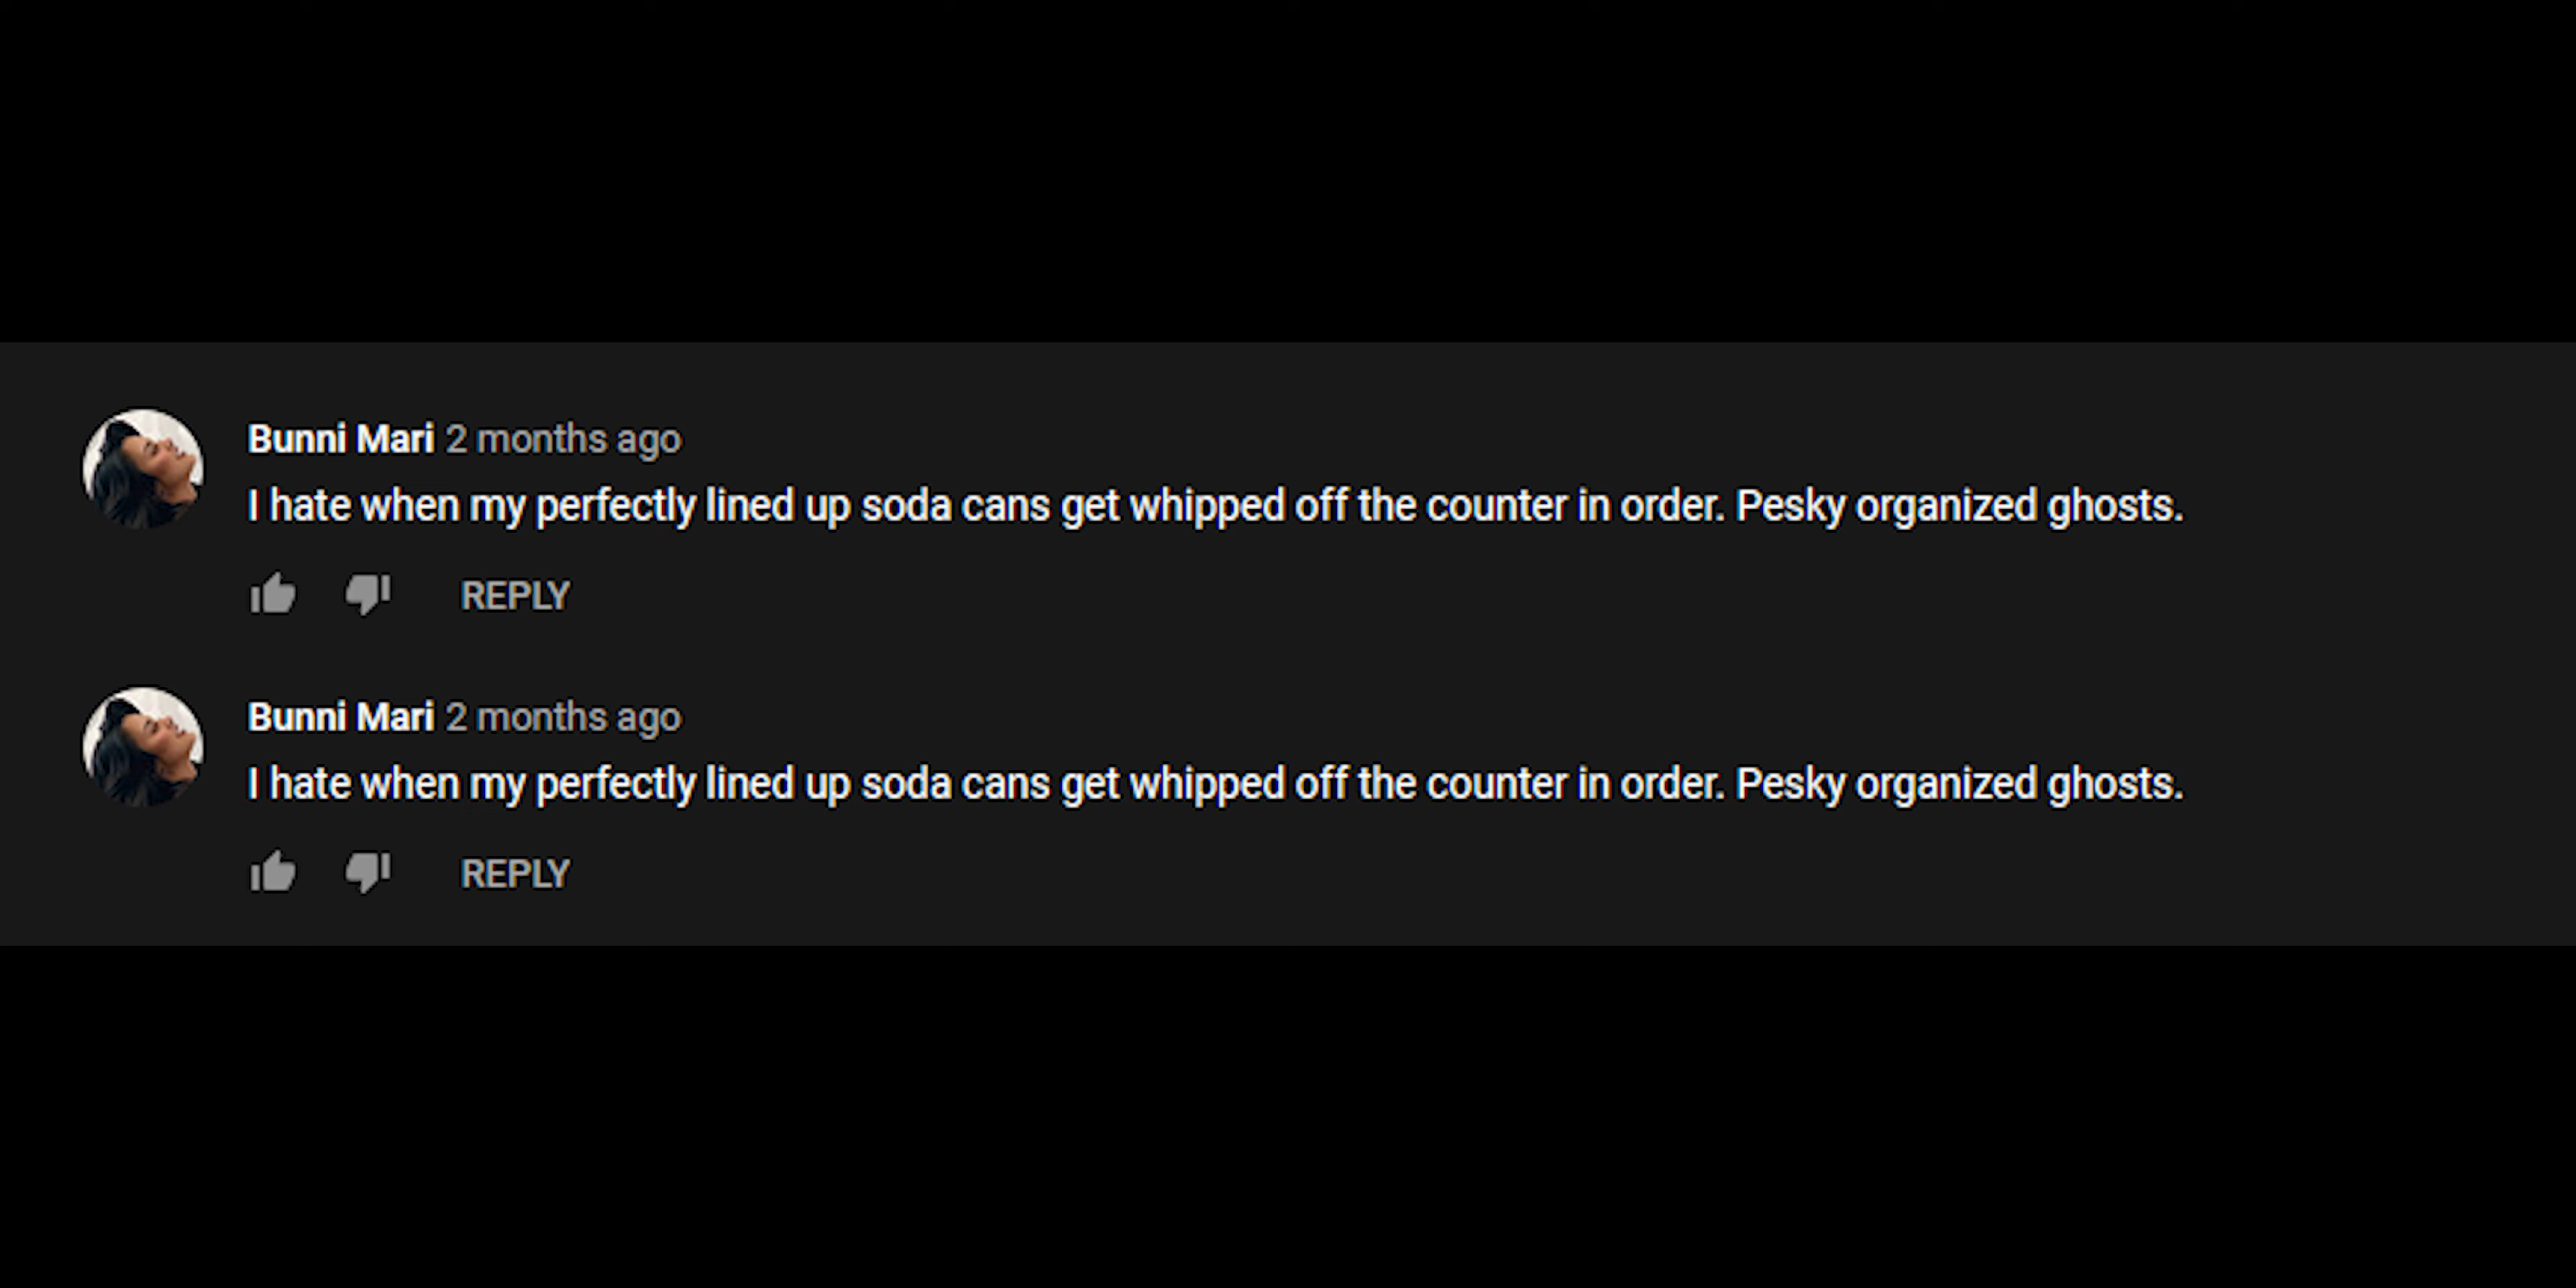 Bunni Mari 2 months ago
I hate when my perfectly lined up soda cans get whipped off the counter in order. Pesky organized ghosts.
REPLY
Bunni Mari 2 months ago
I hate when my perfectly lined up soda cans get whipped off the counter in order. Pesky organized ghosts.
REPLY